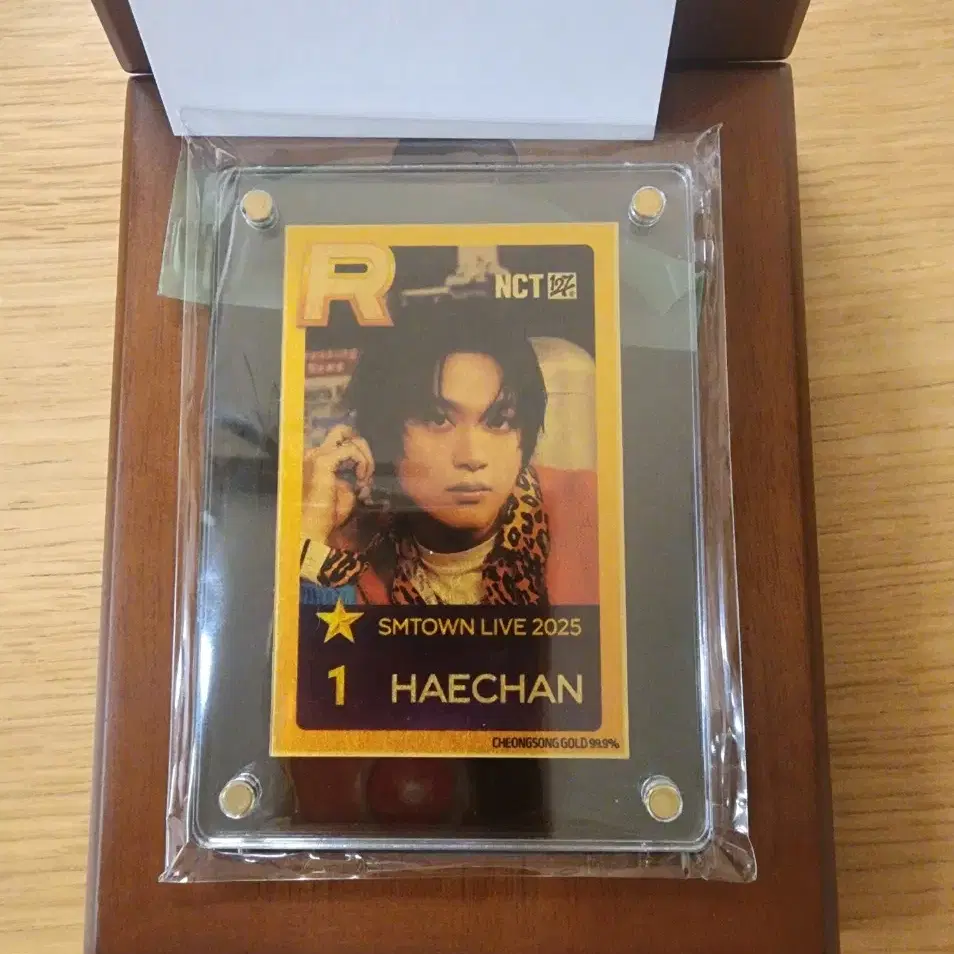 R
NCT 127
SMTOWN LIVE 2025
1 HAECHAN
CHEONGSONG GOLD 99.9%